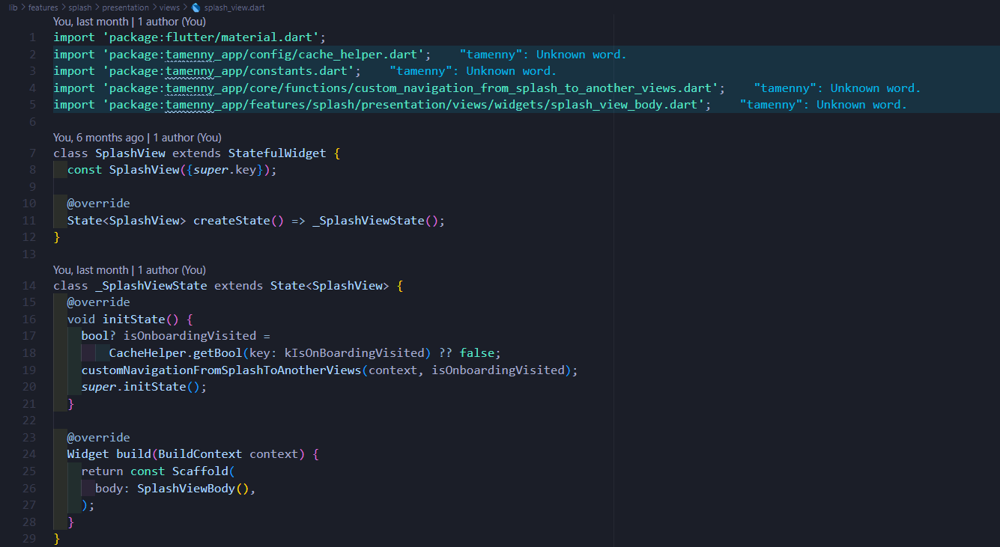 lib > features > splash > presentation > views > splash_view.dart
You, last month | 1 author (You)
1 import 'package:flutter/material.dart';
2 import 'package:tamenny_app/config/cache_helper.dart'; "tamenny": Unknown word.
3 import 'package:tamenny_app/constants.dart'; "tamenny": Unknown word.
4 import 'package:tamenny_app/core/functions/custom_navigation_from_splash_to_another_views.dart'; "tamenny": Unknown word.
5 import 'package:tamenny_app/features/splash/presentation/views/widgets/splash_view_body.dart'; "tamenny": Unknown word.
6
You, 6 months ago | 1 author (You)
7 class SplashView extends StatefulWidget {
8   const SplashView({super.key});
9
10   @override
11   State<SplashView> createState() => _SplashViewState();
12 }
13
You, last month | 1 author (You)
14 class _SplashViewState extends State<SplashView> {
15   @override
16   void initState() {
17     bool? isOnboardingVisited =
18         CacheHelper.getBool(key: kIsOnBoardingVisited) ?? false;
19     customNavigationFromSplashToAnotherViews(context, isOnboardingVisited);
20     super.initState();
21   }
22
23   @override
24   Widget build(BuildContext context) {
25     return const Scaffold(
26       body: SplashViewBody(),
27     );
28   }
29 }